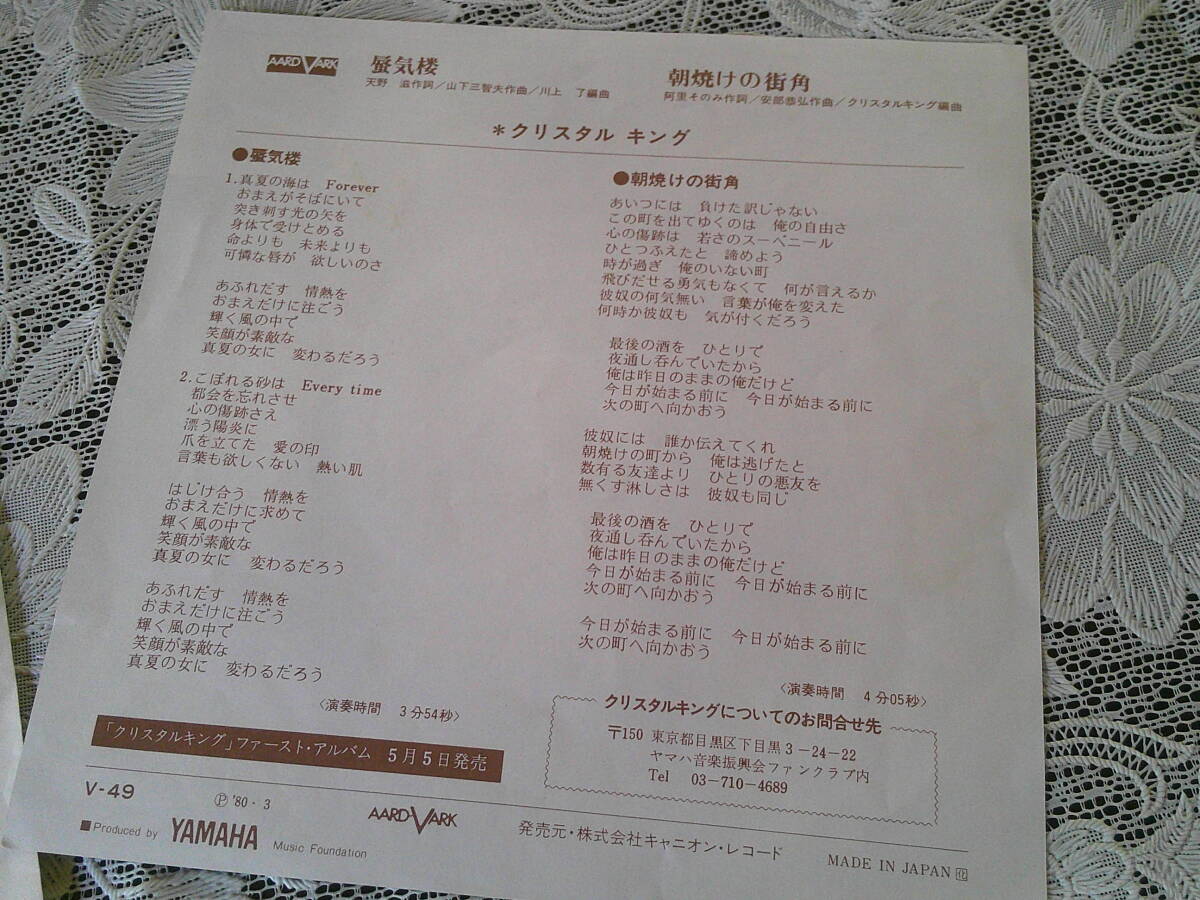 AARDVARK
蜃気楼
天野 滋作詞／山下三智夫作曲／川上 了編曲
朝焼けの街角
阿里そのみ作詞／安部恭弘作曲／クリスタルキング編曲
＊クリスタル キング
●蜃気楼
1.真夏の海は Forever
おまえがそばにいて
突き刺す光の矢を
身体で受けとめる
命よりも 未来よりも
可憐な唇が 欲しいのさ
あふれだす 情熱を
おまえだけに注ごう
輝く風の中で
笑顔が素敵な
真夏の女に 変わるだろう
2.こぼれる砂は Every time
都会を忘れさせ
心の傷跡さえ
漂う陽炎に
爪を立てた 愛の印
言葉も欲しくない 熱い肌
はじけ合う 情熱を
おまえだけに求めて
輝く風の中で
笑顔が素敵な
真夏の女に 変わるだろう
あふれだす 情熱を
おまえだけに注ごう
輝く風の中で
笑顔が素敵な
真夏の女に 変わるだろう
〈演奏時間 3分54秒〉
●朝焼けの街角
あいつには 負けた訳じゃない
この町を出てゆくのは 俺の自由さ
心の傷跡は 若さのスーベニール
ひとつふえたと 諦めよう
時が過ぎ 俺のいない町
飛びだせる勇気もなくて 何が言えるか
彼奴の何気無い 言葉が俺を変えた
何時か彼奴も 気が付くだろう
最後の酒を ひとりで
夜通し呑んでいたから
俺は昨日のままの俺だけど
今日が始まる前に 今日が始まる前に
次の町へ向かおう
彼奴には 誰か伝えてくれ
朝焼けの町から 俺は逃げたと
数有る友達より ひとりの悪友を
無くす淋しさは 彼奴も同じ
最後の酒を ひとりで
夜通し呑んでいたから
俺は昨日のままの俺だけど
今日が始まる前に 今日が始まる前に
次の町へ向かおう
今日が始まる前に 今日が始まる前に
次の町へ向かおう
〈演奏時間 4分05秒〉
「クリスタルキング」ファースト・アルバム 5月5日発売
クリスタルキングについてのお問合せ先
〒150 東京都目黒区下目黒3－24－22
ヤマハ音楽振興会ファンクラブ内
Tel 03－710－4689
V-49
Ⓟ'80・3
AARDVARK
発売元・株式会社キャニオン・レコード
MADE IN JAPAN 化
■Produced by YAMAHA Music Foundation